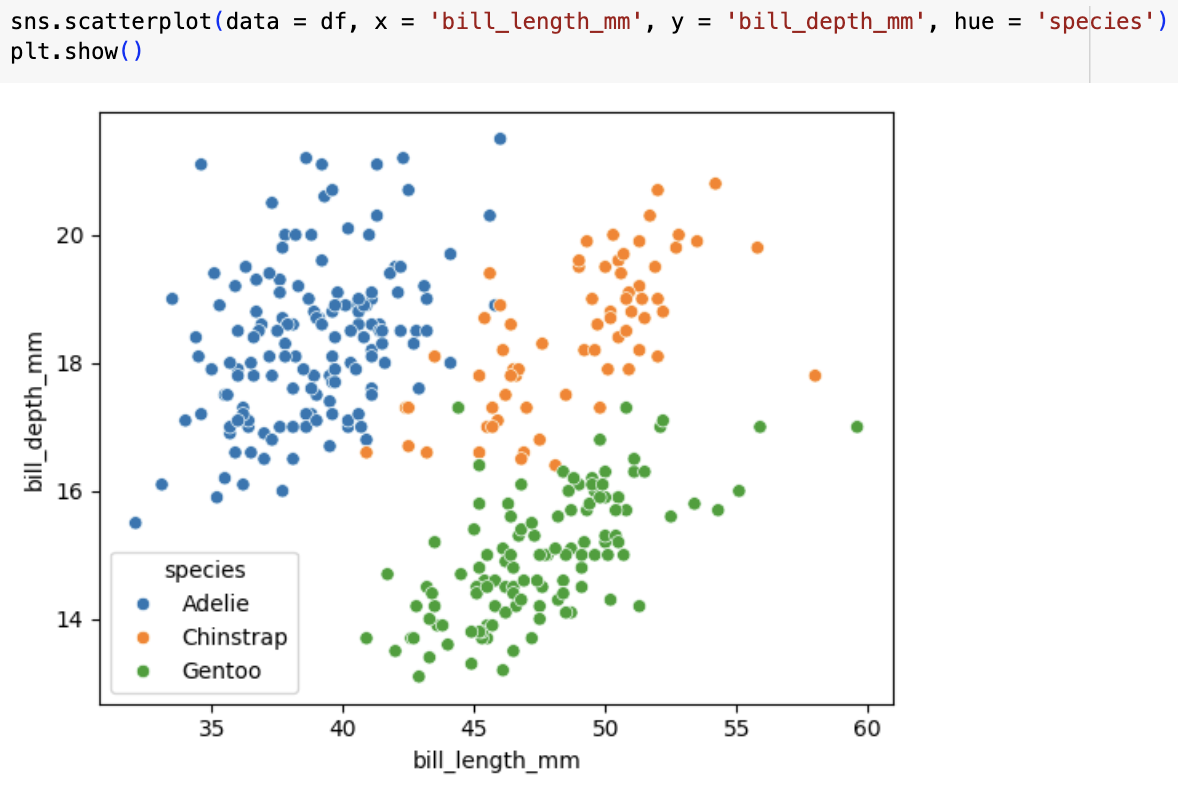 sns.scatterplot(data = df, x = 'bill_length_mm', y = 'bill_depth_mm', hue = 'species')
plt.show()
20
18
16
14
bill_depth_mm
species
Adelie
Chinstrap
Gentoo
35 40 45 50 55 60
bill_length_mm